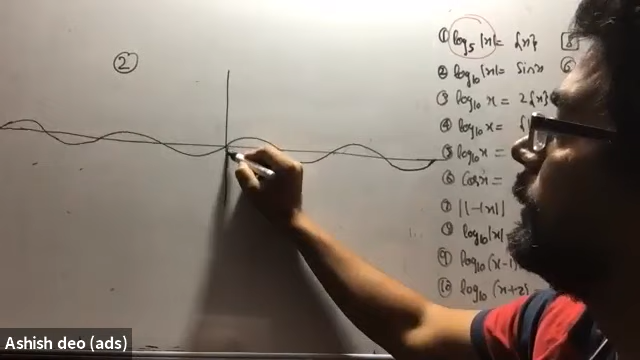 ②
① log₅|x| = {x} 8
② log₁₀|x| = sinx 6
③ log₁₀ x = 2{x}
④ log₁₀ x =
⑤ log₁₀ x =
⑥ cosx =
⑦ |1-|x||
⑧ log₁₀|x| =
⑨ log₁₀(x-1)
⑩ log₁₀ (x+2)
Ashish deo (ads)